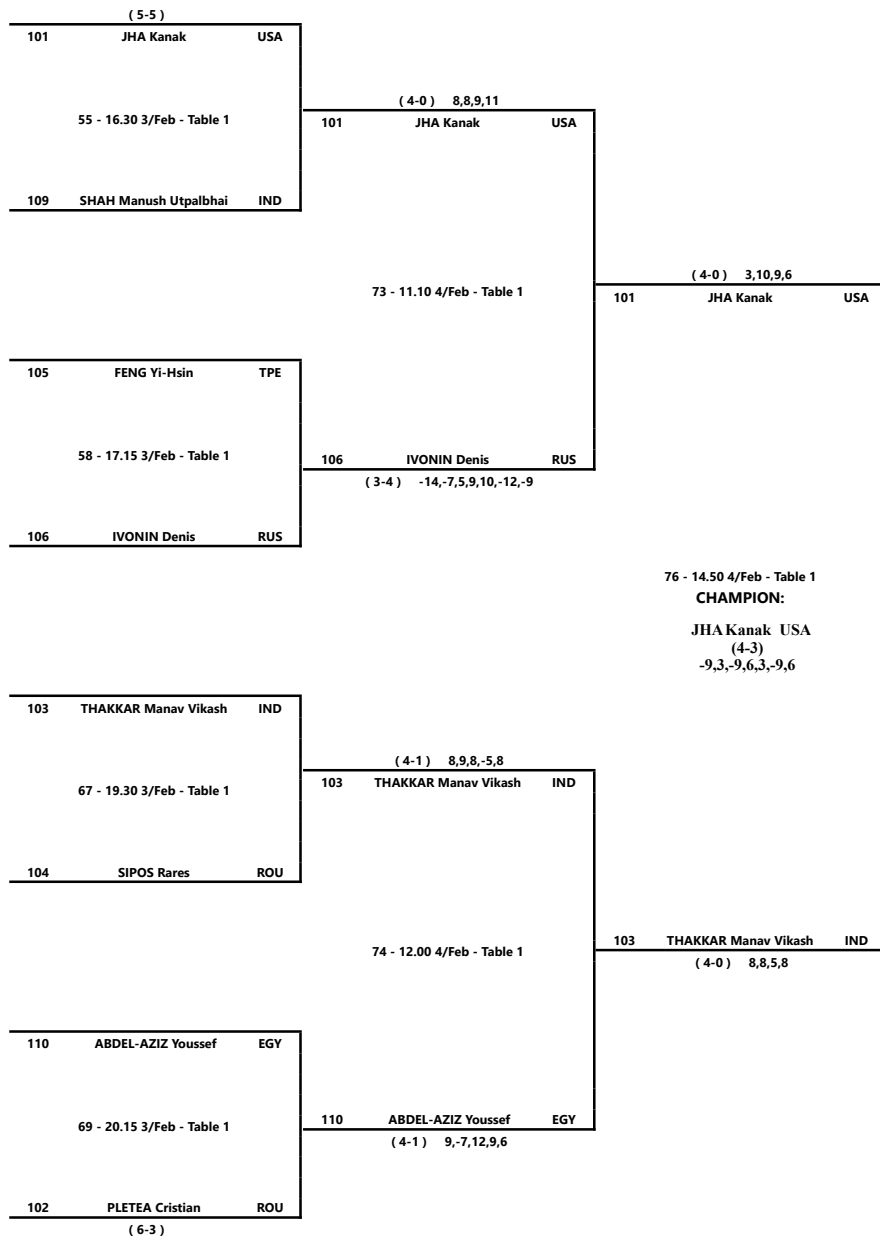 ( 5-5 )
101 JHA Kanak USA
55 - 16.30 3/Feb - Table 1
109 SHAH Manush Utpalbhai IND
( 4-0 ) 8,8,9,11
101 JHA Kanak USA
73 - 11.10 4/Feb - Table 1
( 4-0 ) 3,10,9,6
101 JHA Kanak USA
105 FENG Yi-Hsin TPE
58 - 17.15 3/Feb - Table 1
106 IVONIN Denis RUS
106 IVONIN Denis RUS
( 3-4 ) -14,-7,5,9,10,-12,-9
76 - 14.50 4/Feb - Table 1
CHAMPION:
JHA Kanak USA
(4-3)
-9,3,-9,6,3,-9,6
103 THAKKAR Manav Vikash IND
67 - 19.30 3/Feb - Table 1
104 SIPOS Rares ROU
( 4-1 ) 8,9,8,-5,8
103 THAKKAR Manav Vikash IND
74 - 12.00 4/Feb - Table 1
103 THAKKAR Manav Vikash IND
( 4-0 ) 8,8,5,8
110 ABDEL-AZIZ Youssef EGY
69 - 20.15 3/Feb - Table 1
110 ABDEL-AZIZ Youssef EGY
( 4-1 ) 9,-7,12,9,6
102 PLETEA Cristian ROU
( 6-3 )